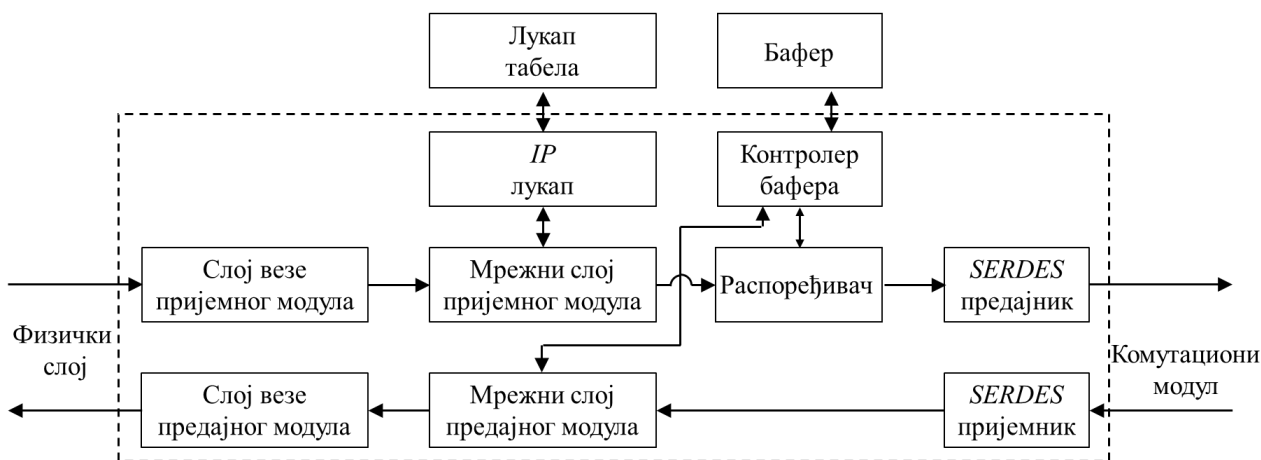 Лукап
табела
Бафер
IP
лукап
Контролер
бафера
Слој везе
пријемног модула
Мрежни слој
пријемног модула
Распоређивач
SERDES
предајник
Физички
слој
Комутациони
модул
Слој везе
предајног модула
Мрежни слој
предајног модула
SERDES
пријемник